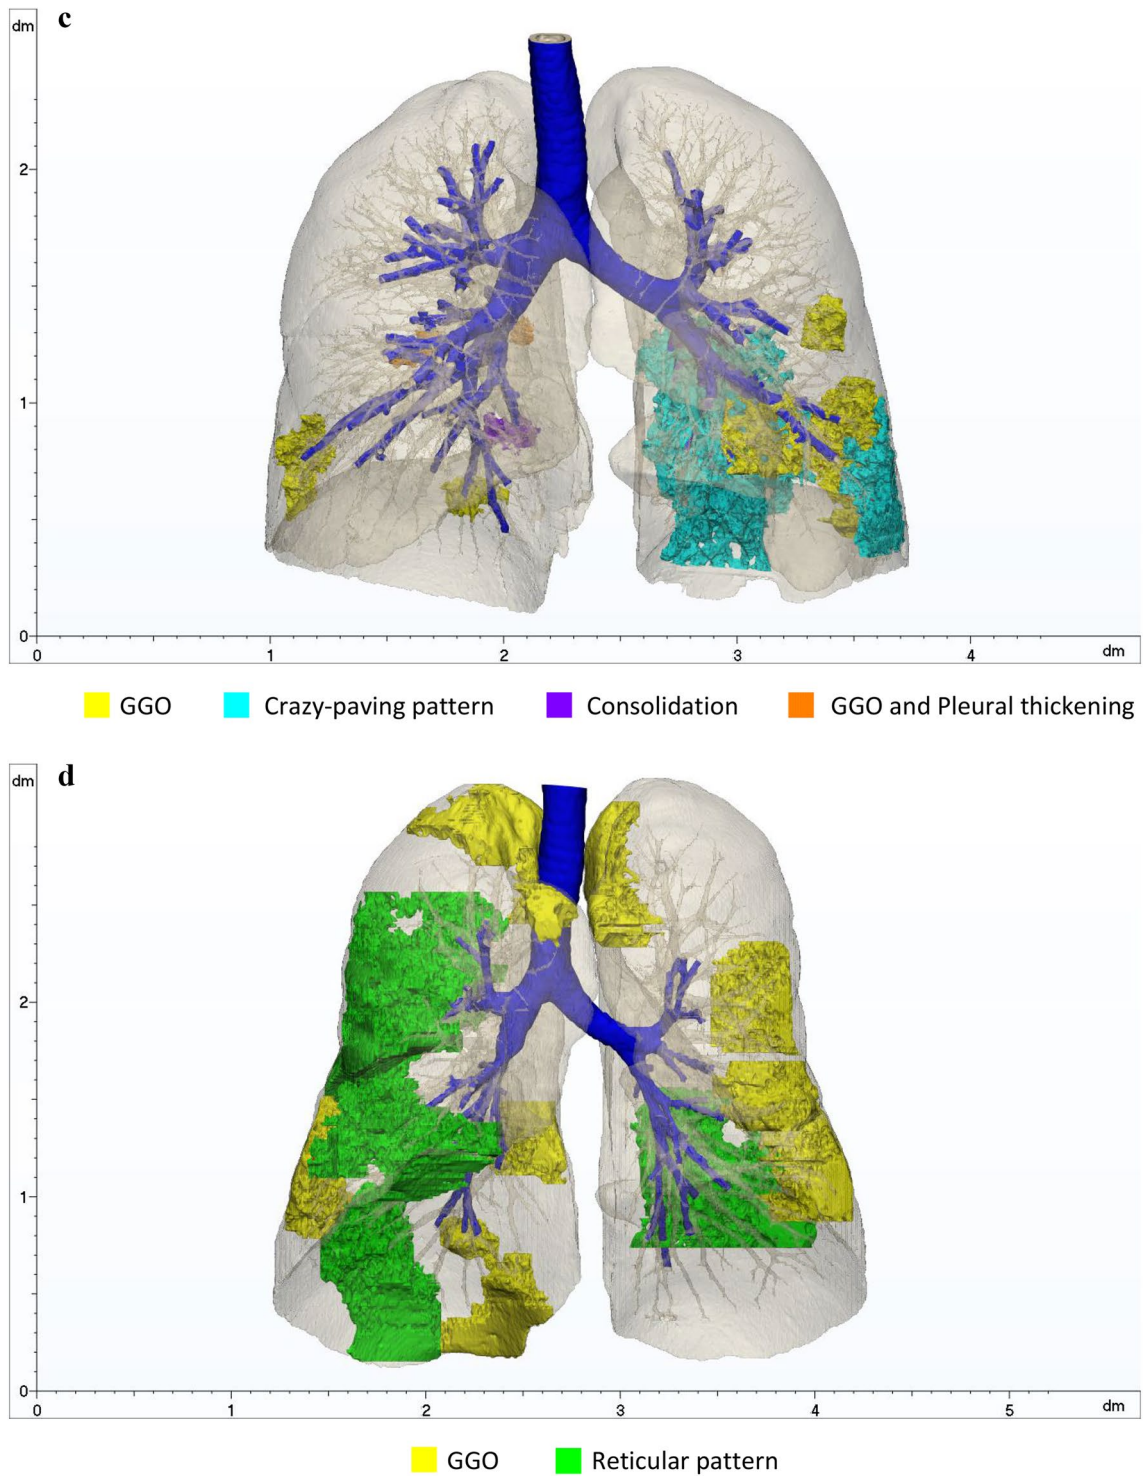 dm
c
2
1
0
0 1 2 3 4 dm
GGO Crazy-paving pattern Consolidation GGO and Pleural thickening
dm
d
2
1
0
0 1 2 3 4 5 dm
GGO Reticular pattern